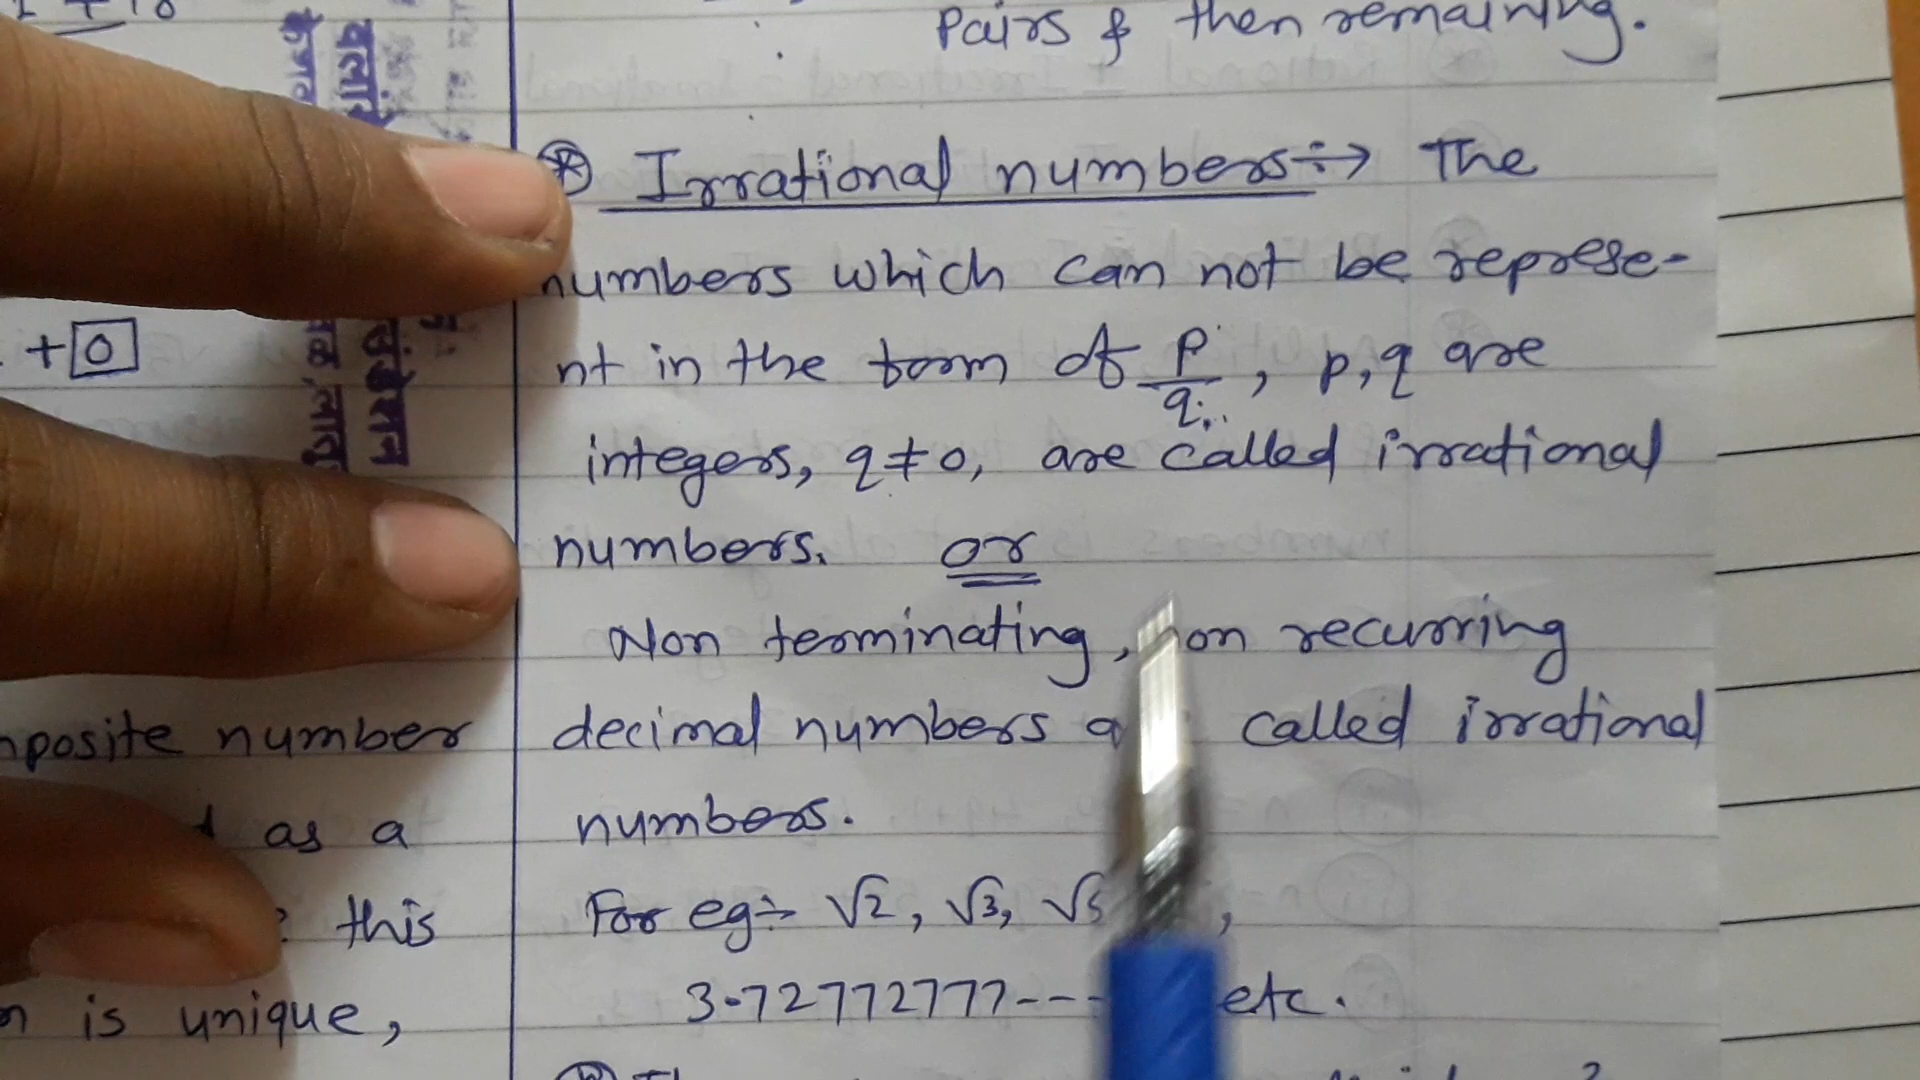 Pairs & then remaining.
Irrational numbers:→ The
numbers which can not be represe-
nt in the form of p/q, p,q are
integers, q≠0, are called irrational
numbers. or
Non terminating, non recurring
decimal numbers called irrational
numbers.
For eg:- √2, √3, √5 ,
3.72772777--- etc.
+ 0
number
as a
this
is unique,